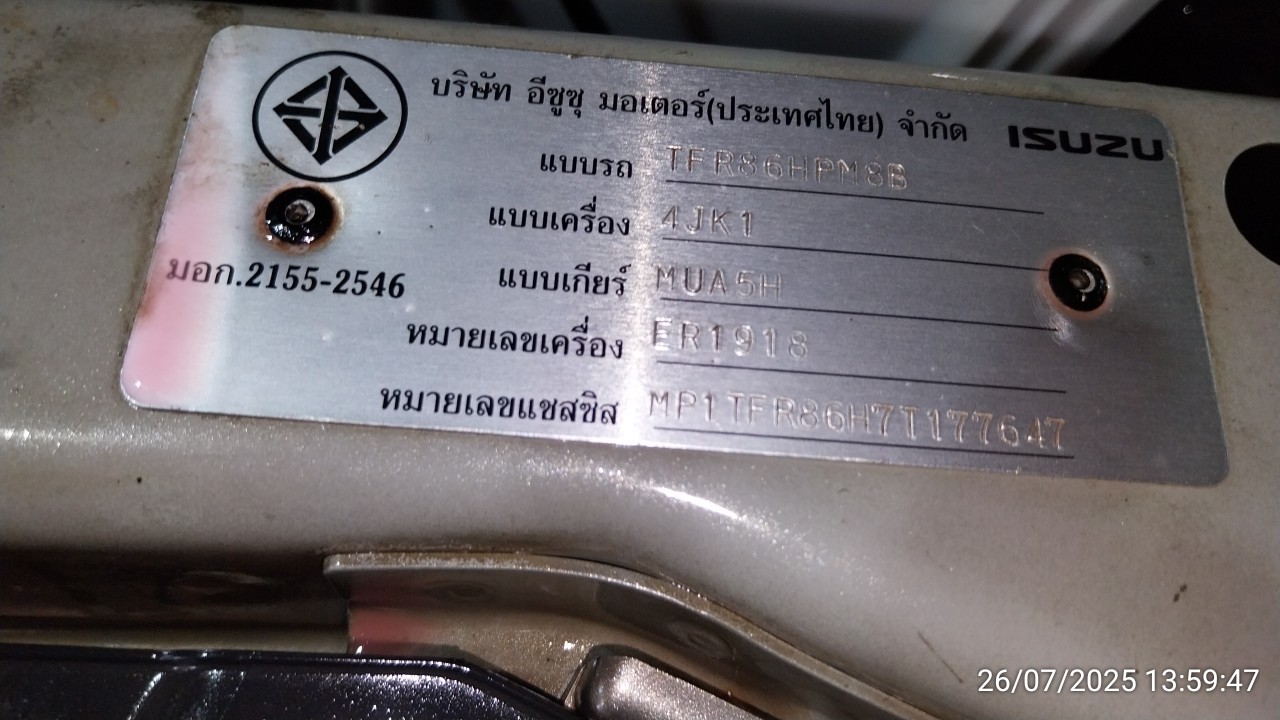 บริษัท อีซูซุ มอเตอร์(ประเทศไทย) จำกัด ISUZU
แบบรถ TFR86HPM8B
แบบเครื่อง 4JK1
มอก.2155-2546 แบบเกียร์ MUA5H
หมายเลขเครื่อง ER1918
หมายเลขแชสซิส MP1TFR86H7T177647
26/07/2025 13:59:47